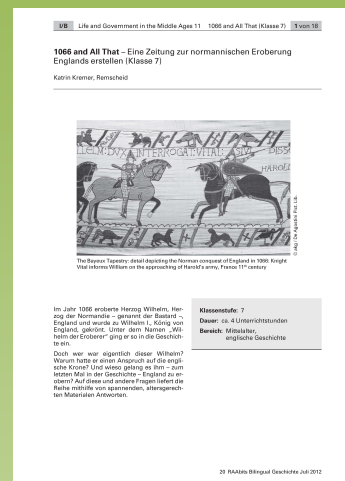 I/B Life and Government in the Middle Ages 11 1066 and All That (Klasse 7) 1 von 18
1066 and All That – Eine Zeitung zur normannischen Eroberung
Englands erstellen (Klasse 7)
Katrin Kremer, Remscheid
DVX INTERROGAT: VITAL:
HAROL
© akg / De Agostini Pict. Lib.
The Bayeux Tapestry: detail depicting the Norman conquest of England in 1066: Knight
Vital informs William on the approaching of Harold's army, France 11th century
Im Jahr 1066 eroberte Herzog Wilhelm, Her-
zog der Normandie – genannt der Bastard –,
England und wurde zu Wilhelm I., König von
England, gekrönt. Unter dem Namen „Wil-
helm der Eroberer“ ging er so in die Geschich-
te ein.
Doch wer war eigentlich dieser Wilhelm?
Warum hatte er einen Anspruch auf die engli-
sche Krone? Und wieso gelang es ihm – zum
letzten Mal in der Geschichte – England zu er-
obern? Auf diese und andere Fragen liefert die
Reihe mithilfe von spannenden, altersgerech-
ten Materialen Antworten.
Klassenstufe: 7
Dauer: ca. 4 Unterrichtstunden
Bereich: Mittelalter,
englische Geschichte
20 RAAbits Bilingual Geschichte Juli 2012